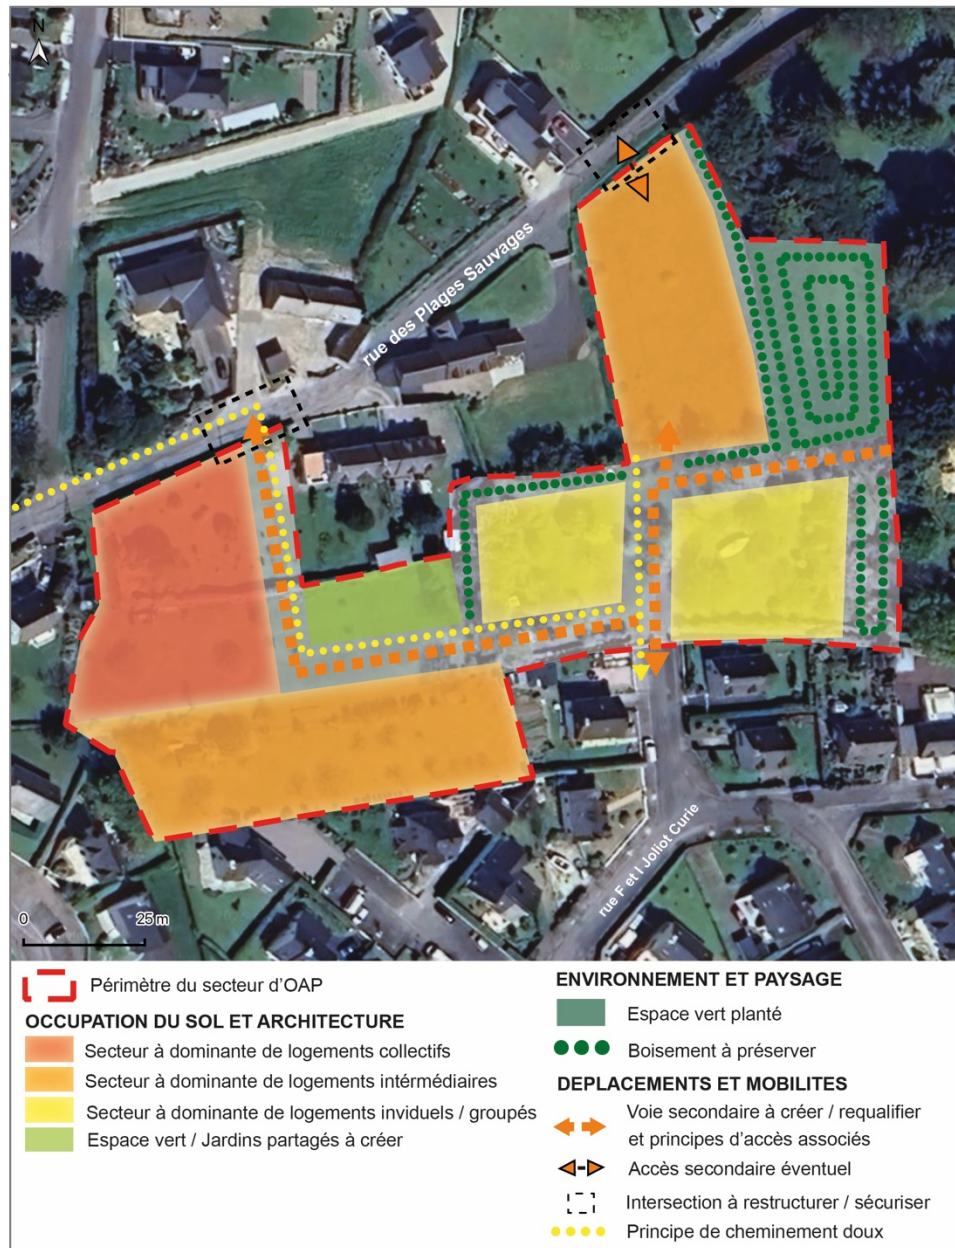 N
rue des Plages Sauvages
rue F et I Joliot Curie
0 25 m
Périmètre du secteur d'OAP
OCCUPATION DU SOL ET ARCHITECTURE
Secteur à dominante de logements collectifs
Secteur à dominante de logements intérmédiaires
Secteur à dominante de logements inviduels / groupés
Espace vert / Jardins partagés à créer
ENVIRONNEMENT ET PAYSAGE
Espace vert planté
Boisement à préserver
DEPLACEMENTS ET MOBILITES
Voie secondaire à créer / requalifier
et principes d'accès associés
Accès secondaire éventuel
Intersection à restructurer / sécuriser
Principe de cheminement doux